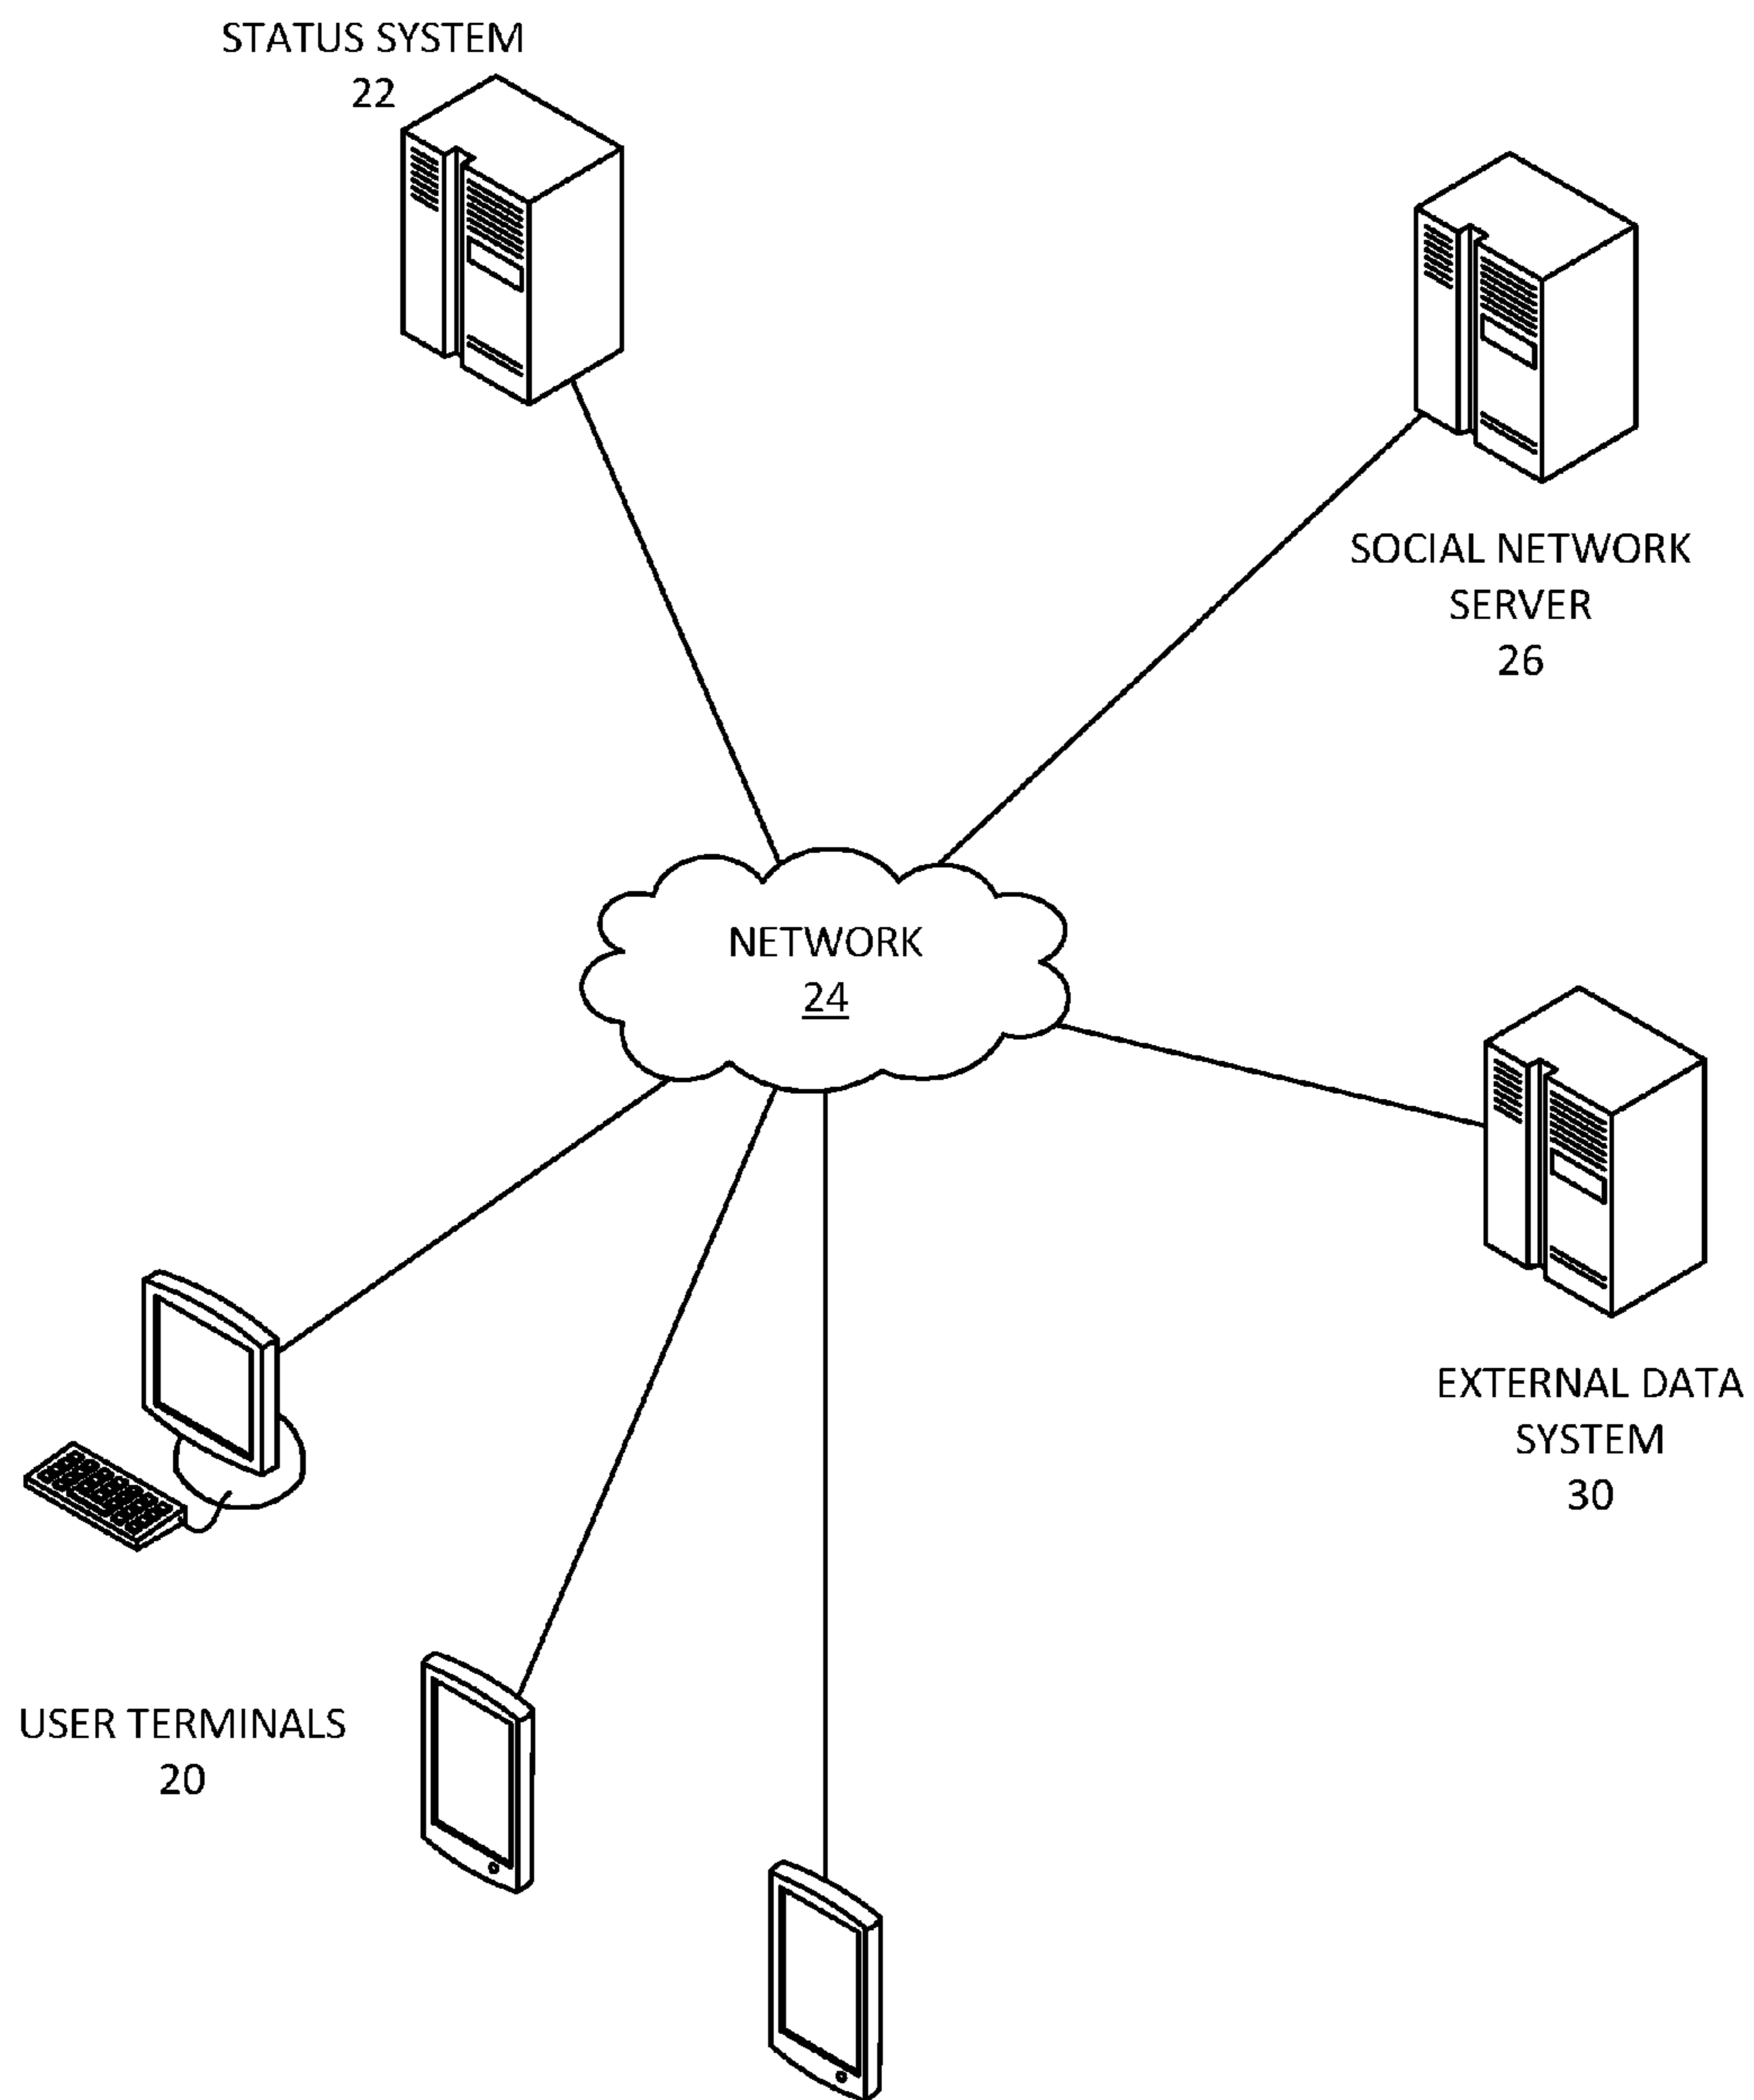 STATUS SYSTEM
22
SOCIAL NETWORK
SERVER
26
NETWORK
24
EXTERNAL DATA
SYSTEM
30
USER TERMINALS
20